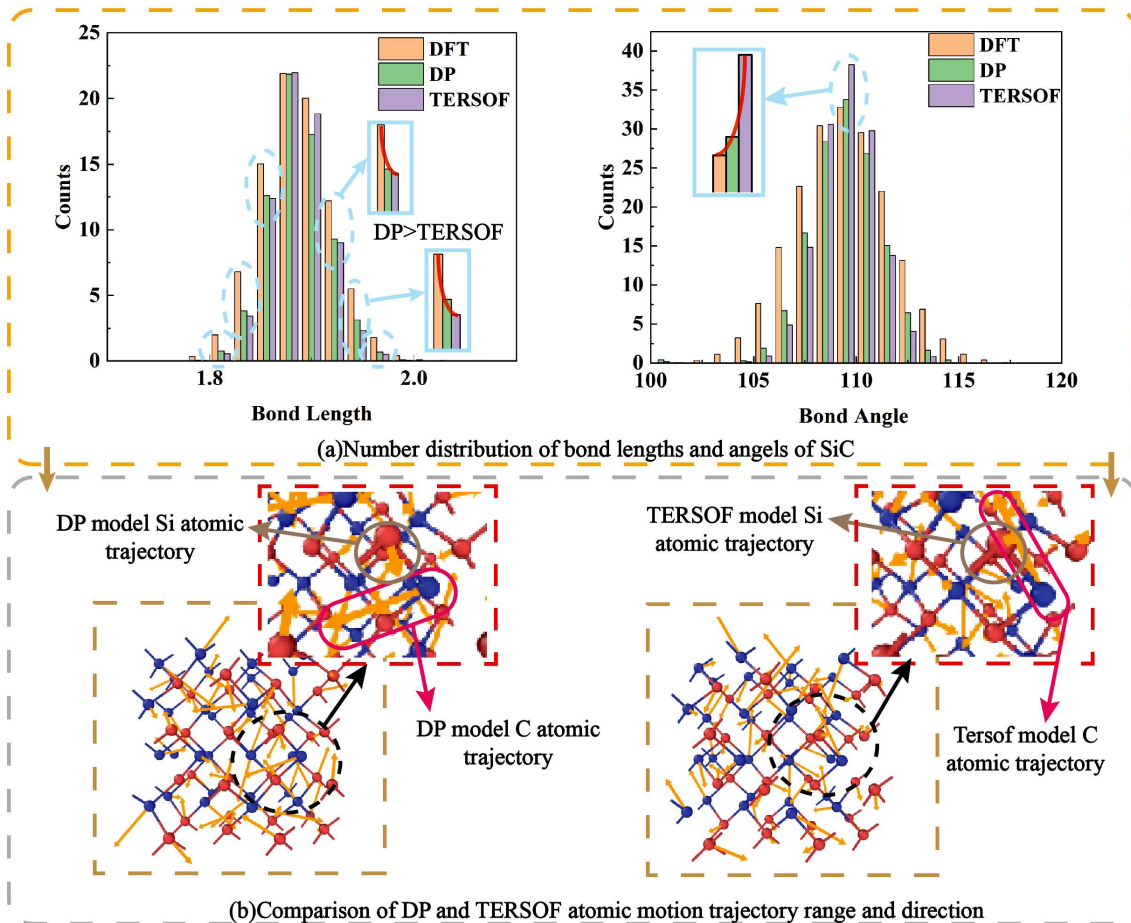 25
20
15
10
5
0
Counts
DFT
DP
TERSOF
DP>TERSOF
1.8
2.0
Bond Length
40
35
30
25
20
15
10
5
0
Counts
DFT
DP
TERSOF
100
105
110
115
120
Bond Angle
(a)Number distribution of bond lengths and angels of SiC
DP model Si atomic
trajectory
DP model C atomic
trajectory
TERSOF model Si
atomic trajectory
Tersof model C
atomic trajectory
(b)Comparison of DP and TERSOF atomic motion trajectory range and direction